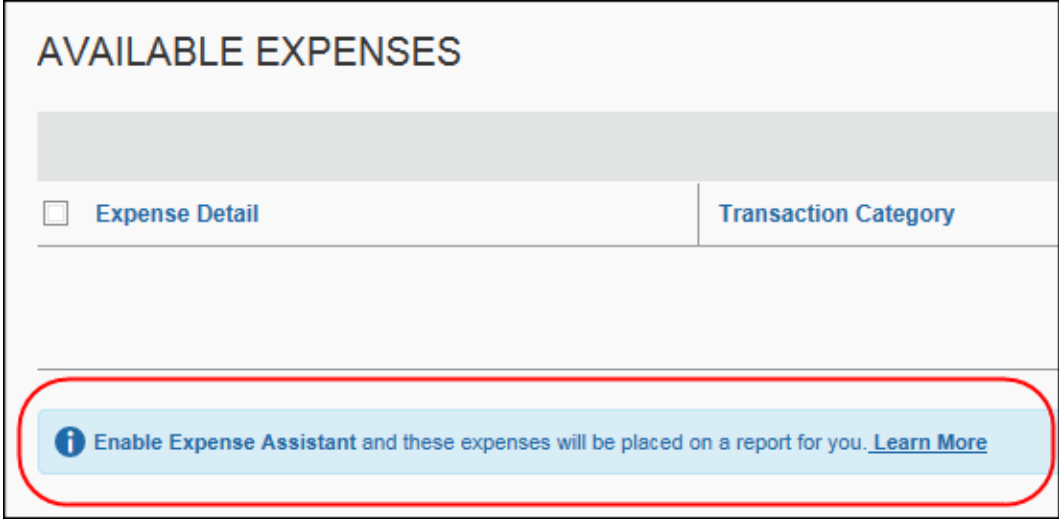 AVAILABLE EXPENSES
Expense Detail Transaction Category
Enable Expense Assistant and these expenses will be placed on a report for you. Learn More